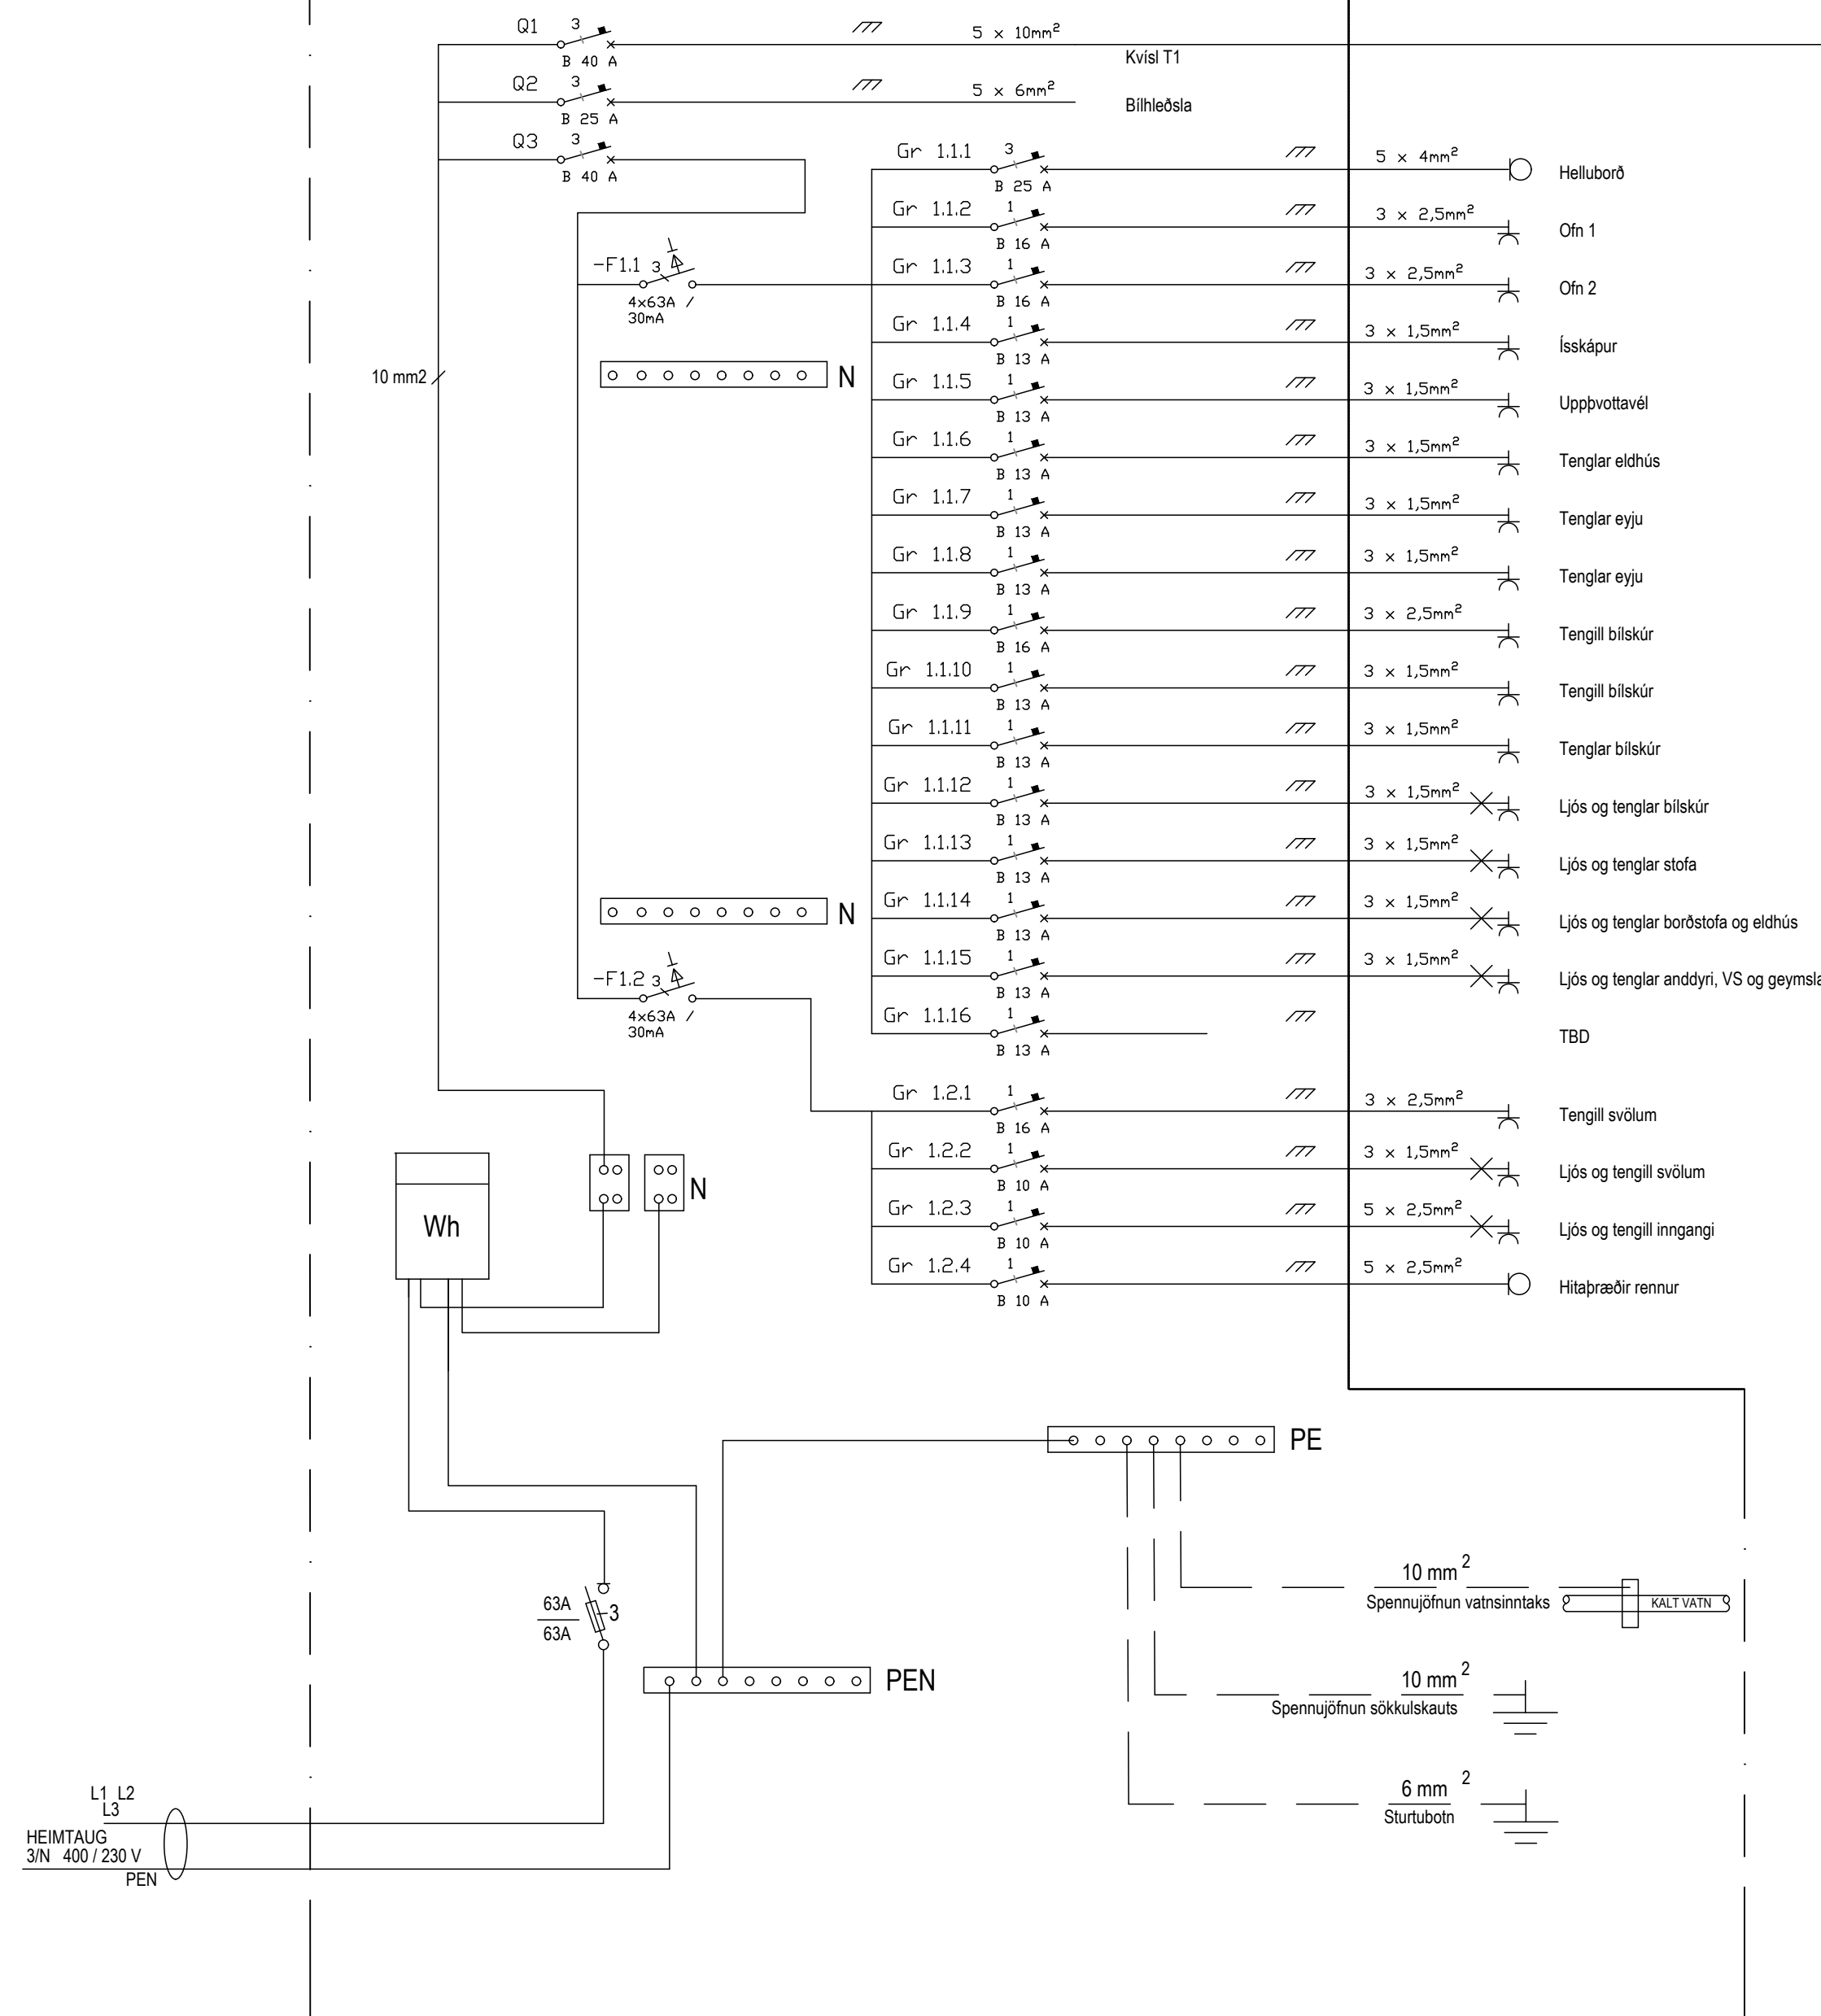 Q1 3
B 40 A
5 x 10mm²
Kvísl T1
Q2 3
B 25 A
5 x 6mm²
Bílhleðsla
Q3 3
B 40 A
Gr 1.1.1 3
B 25 A
5 x 4mm²
Helluborð
Gr 1.1.2 1
B 16 A
3 x 2,5mm²
Ofn 1
-F1.1 3
4x63A /
30mA
Gr 1.1.3 1
B 16 A
3 x 2,5mm²
Ofn 2
Gr 1.1.4 1
B 13 A
3 x 1,5mm²
Ísskápur
10 mm2
N
Gr 1.1.5 1
B 13 A
3 x 1,5mm²
Uppþvottavél
Gr 1.1.6 1
B 13 A
3 x 1,5mm²
Tenglar eldhús
Gr 1.1.7 1
B 13 A
3 x 1,5mm²
Tenglar eyju
Gr 1.1.8 1
B 13 A
3 x 1,5mm²
Tenglar eyju
Gr 1.1.9 1
B 16 A
3 x 2,5mm²
Tengill bílskúr
Gr 1.1.10 1
B 13 A
3 x 1,5mm²
Tengill bílskúr
Gr 1.1.11 1
B 13 A
3 x 1,5mm²
Tenglar bílskúr
Gr 1.1.12 1
B 13 A
3 x 1,5mm²
Ljós og tenglar bílskúr
Gr 1.1.13 1
B 13 A
3 x 1,5mm²
Ljós og tenglar stofa
N
Gr 1.1.14 1
B 13 A
3 x 1,5mm²
Ljós og tenglar borðstofa og eldhús
-F1.2 3
4x63A /
30mA
Gr 1.1.15 1
B 13 A
3 x 1,5mm²
Ljós og tenglar anddyri, VS og geymsla
Gr 1.1.16 1
B 13 A
TBD
Gr 1.2.1 1
B 16 A
3 x 2,5mm²
Tengill svölum
Gr 1.2.2 1
B 10 A
3 x 1,5mm²
Ljós og tengill svölum
N
Wh
Gr 1.2.3 1
B 10 A
5 x 2,5mm²
Ljós og tengill inngangi
Gr 1.2.4 1
B 10 A
5 x 2,5mm²
Hitaþræðir rennur
PE
10 mm 2
Spennujöfnun vatnsinntaks
KALT VATN
63A
63A
3
PEN
10 mm 2
Spennujöfnun sökkulskauts
6 mm 2
Sturtubotn
L1 L2
L3
HEIMTAUG
3/N 400 / 230 V
PEN